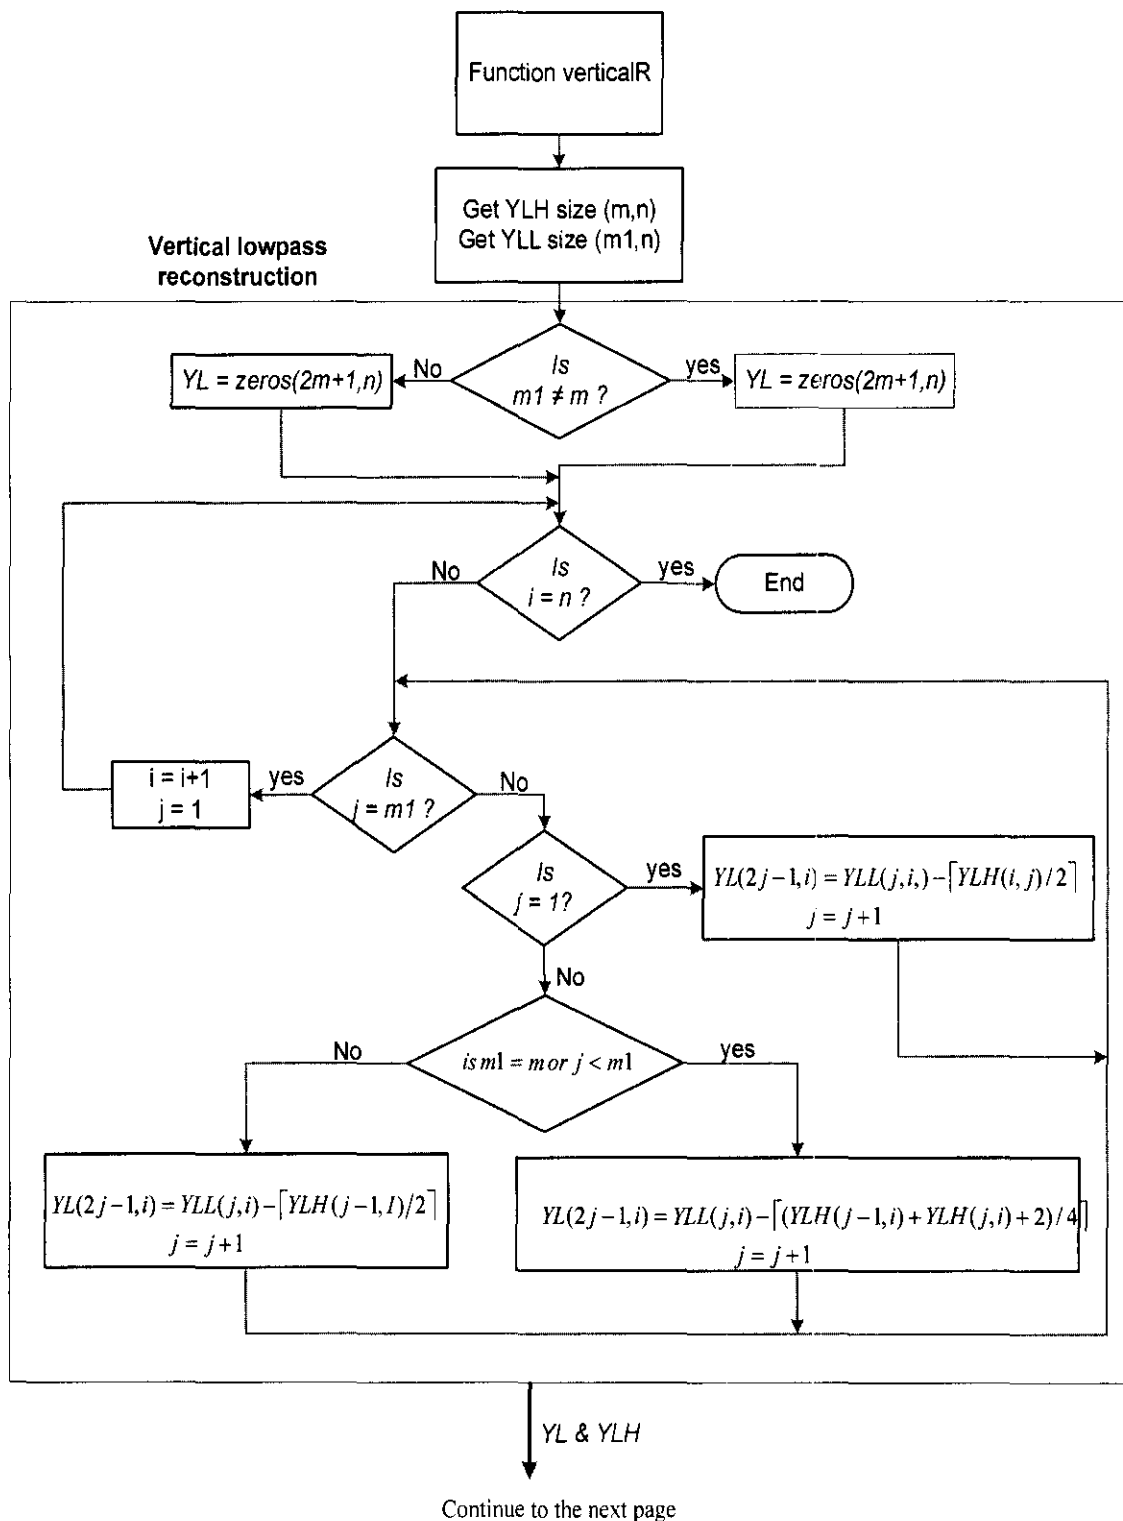 Function verticalR
Get YLH size (m,n)
Get YLL size (m1,n)
Vertical lowpass
reconstruction
YL = zeros(2m+1,n)
No
Is
m1 ≠ m ?
yes
YL = zeros(2m+1,n)
No
Is
i = n ?
yes
End
i = i+1
j = 1
yes
Is
j = m1 ?
No
Is
j = 1?
yes
YL(2j−1,i) = YLL(j,i,)−⌈YLH(i, j)/2⌉
j = j+1
No
No
is m1 = m or j < m1
yes
YL(2j−1,i) = YLL(j,i)−⌈YLH(j−1,I)/2⌉
j = j+1
YL(2j−1,i) = YLL(j,i)−⌈(YLH(j−1,i)+YLH(j,i)+2)/4⌉
j = j+1
YL & YLH
Continue to the next page